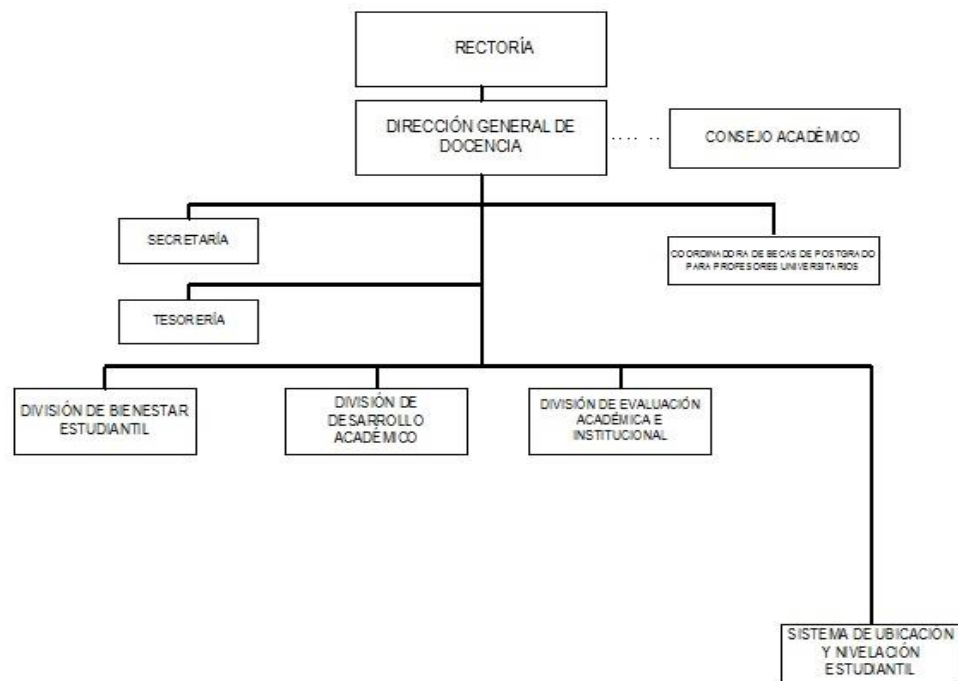 RECTORÍA
DIRECCIÓN GENERAL DE
DOCENCIA
CONSEJO ACADÉMICO
SECRETARÍA
COORDINADORA DE BECAS DE POSTGRADO
PARA PROFESORES UNIVERSITARIOS
TESORERÍA
DIVISIÓN DE BIENESTAR
ESTUDIANTIL
DIVISIÓN DE
DESARROLLO
ACADÉMICO
DIVISIÓN DE EVALUACIÓN
ACADÉMICA E
INSTITUCIONAL
SISTEMA DE UBICACIÓN
Y NIVELACIÓN
ESTUDIANTIL